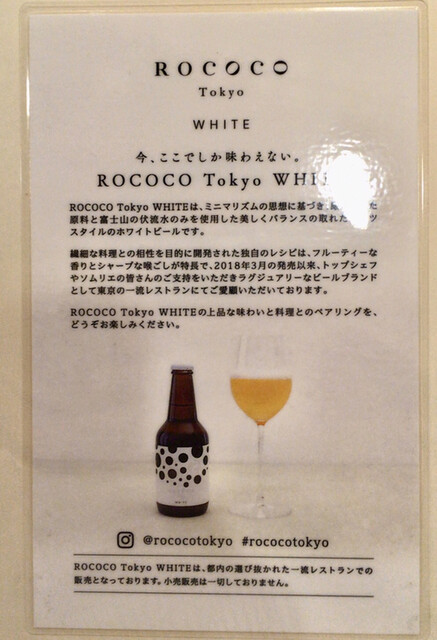 ROCOCO
Tokyo
WHITE
今、ここでしか味わえない。
ROCOCO Tokyo WHI
ROCOCO Tokyo WHITEは、ミニマリズムの思想に基づき、た
原料と富士山の伏流水のみを使用した美しくバランスの取れたツ
スタイルのホワイトビールです。
繊細な料理との相性を目的に開発された独自のレシピは、フルーティーな
香りとシャープな喉ごしが特長で、2018年3月の発売以来、トップシェフ
やソムリエの皆さんのご支持をいただきラグジュアリーなビールブランド
として東京の一流レストランにてご愛顧いただいております。
ROCOCO Tokyo WHITEの上品な味わいと料理とのペアリングを、
どうぞお楽しみください。
@rococotokyo #rococotokyo
ROCOCO Tokyo WHITEは、都内の選び抜かれた一流レストランでの
販売となっております。小売販売は一切しておりません。